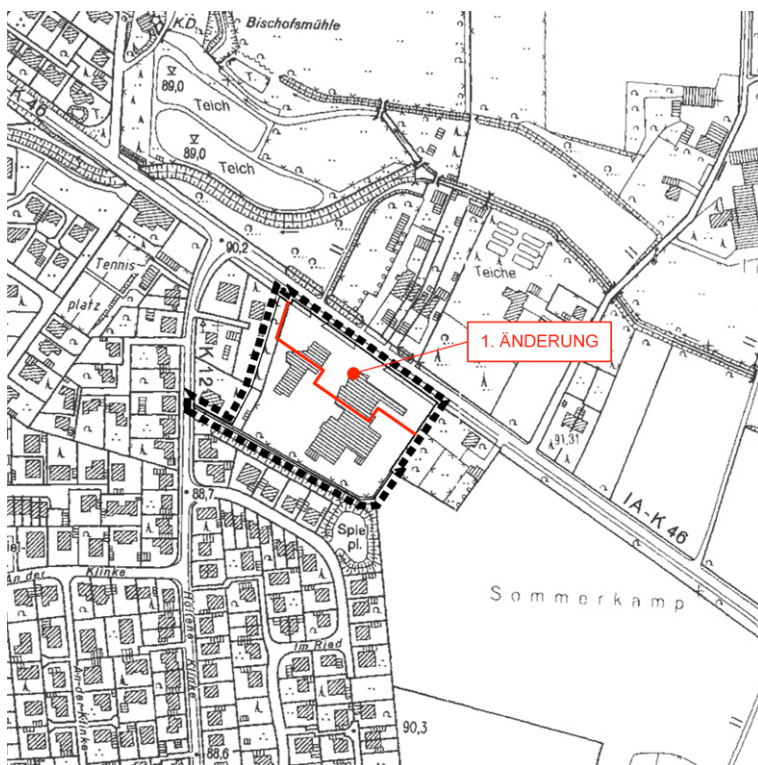 K.D.
Bischofsmühle
K 46
T.
T.
89,0
Teich
89,0
Teich
90,2
Tennis-
platz
Teiche
K 12
1. ÄNDERUNG
91,31
IA-K 46
88,7
Spiel
pl.
Sommerkamp
An der
Klinke
Im Ried
An-der-Klinke
Klinke
90,3
88,6